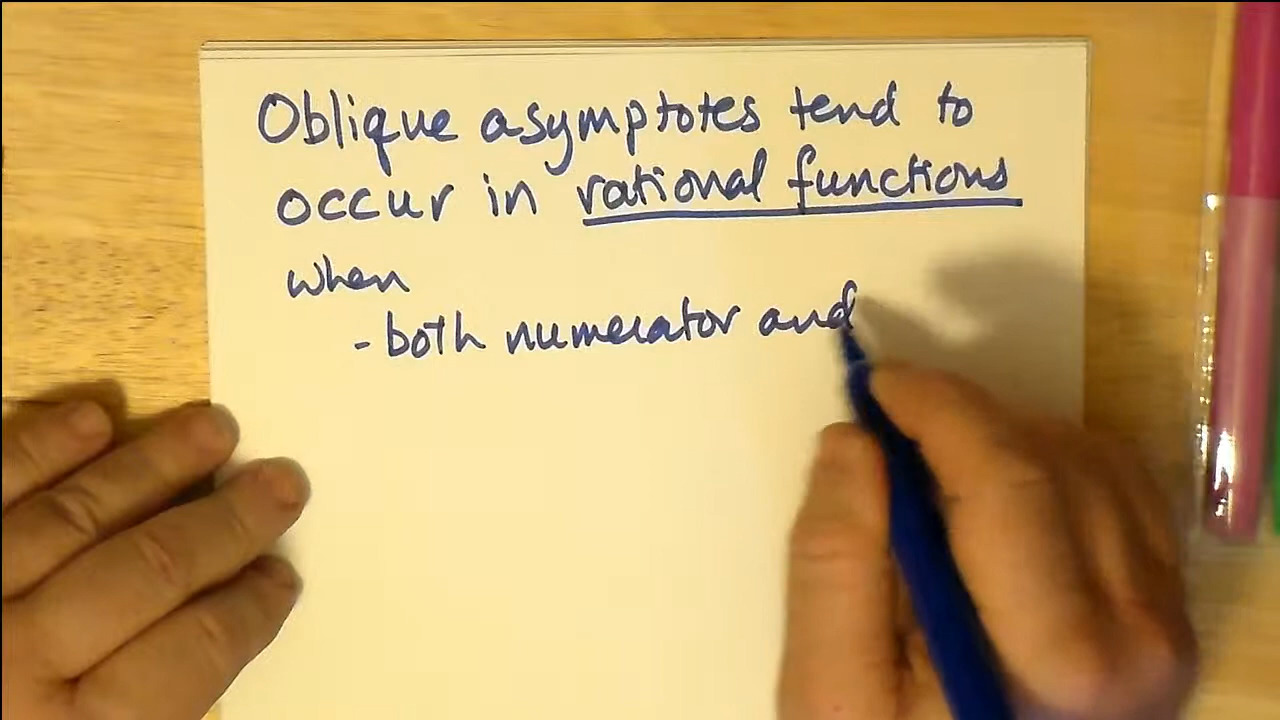 Oblique asymptotes tend to
occur in rational functions
when
- both numerator and